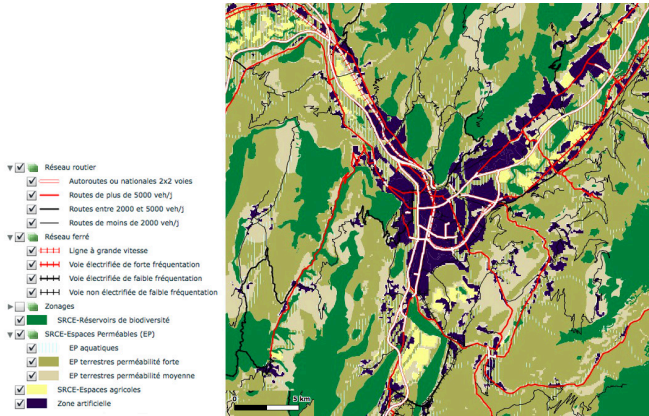 Réseau routier
Autoroutes ou nationales 2x2 voies
Routes de plus de 5000 veh/j
Routes entre 2000 et 5000 veh/j
Routes de moins de 2000 veh/j
Réseau ferré
Ligne à grande vitesse
Voie électrifiée de forte fréquentation
Voie électrifiée de faible fréquentation
Voie non électrifiée de faible fréquentation
Zonages
SRCE-Réservoirs de biodiversité
SRCE-Espaces Perméables (EP)
EP aquatiques
EP terrestres perméabilité forte
EP terrestres perméabilité moyenne
SRCE-Espaces agricoles
Zone artificielle
0 5 km